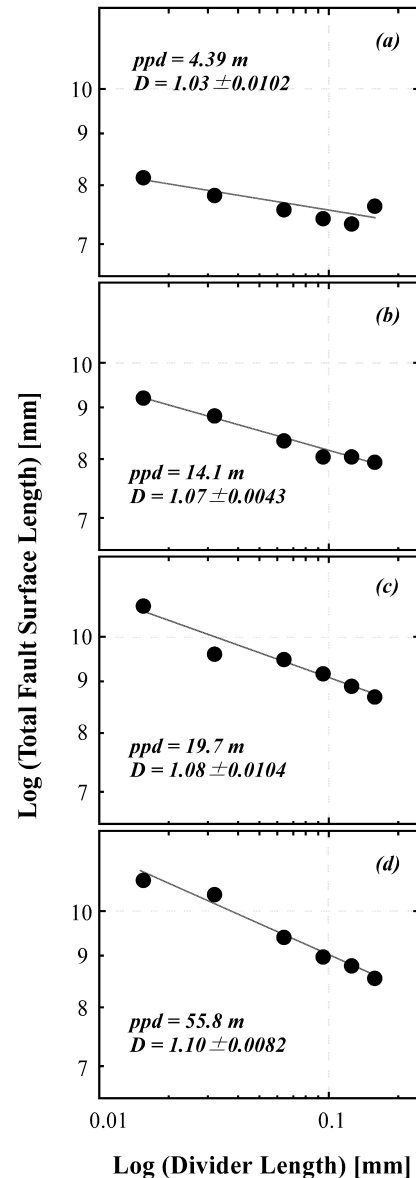 (a)
ppd = 4.39 m
D = 1.03 ±0.0102
10
9
8
7
(b)
10
9
8
7
ppd = 14.1 m
D = 1.07 ±0.0043
(c)
10
9
8
7
ppd = 19.7 m
D = 1.08 ±0.0104
(d)
10
9
8
7
ppd = 55.8 m
D = 1.10 ±0.0082
0.01
0.1
Log (Total Fault Surface Length) [mm]
Log (Divider Length) [mm]